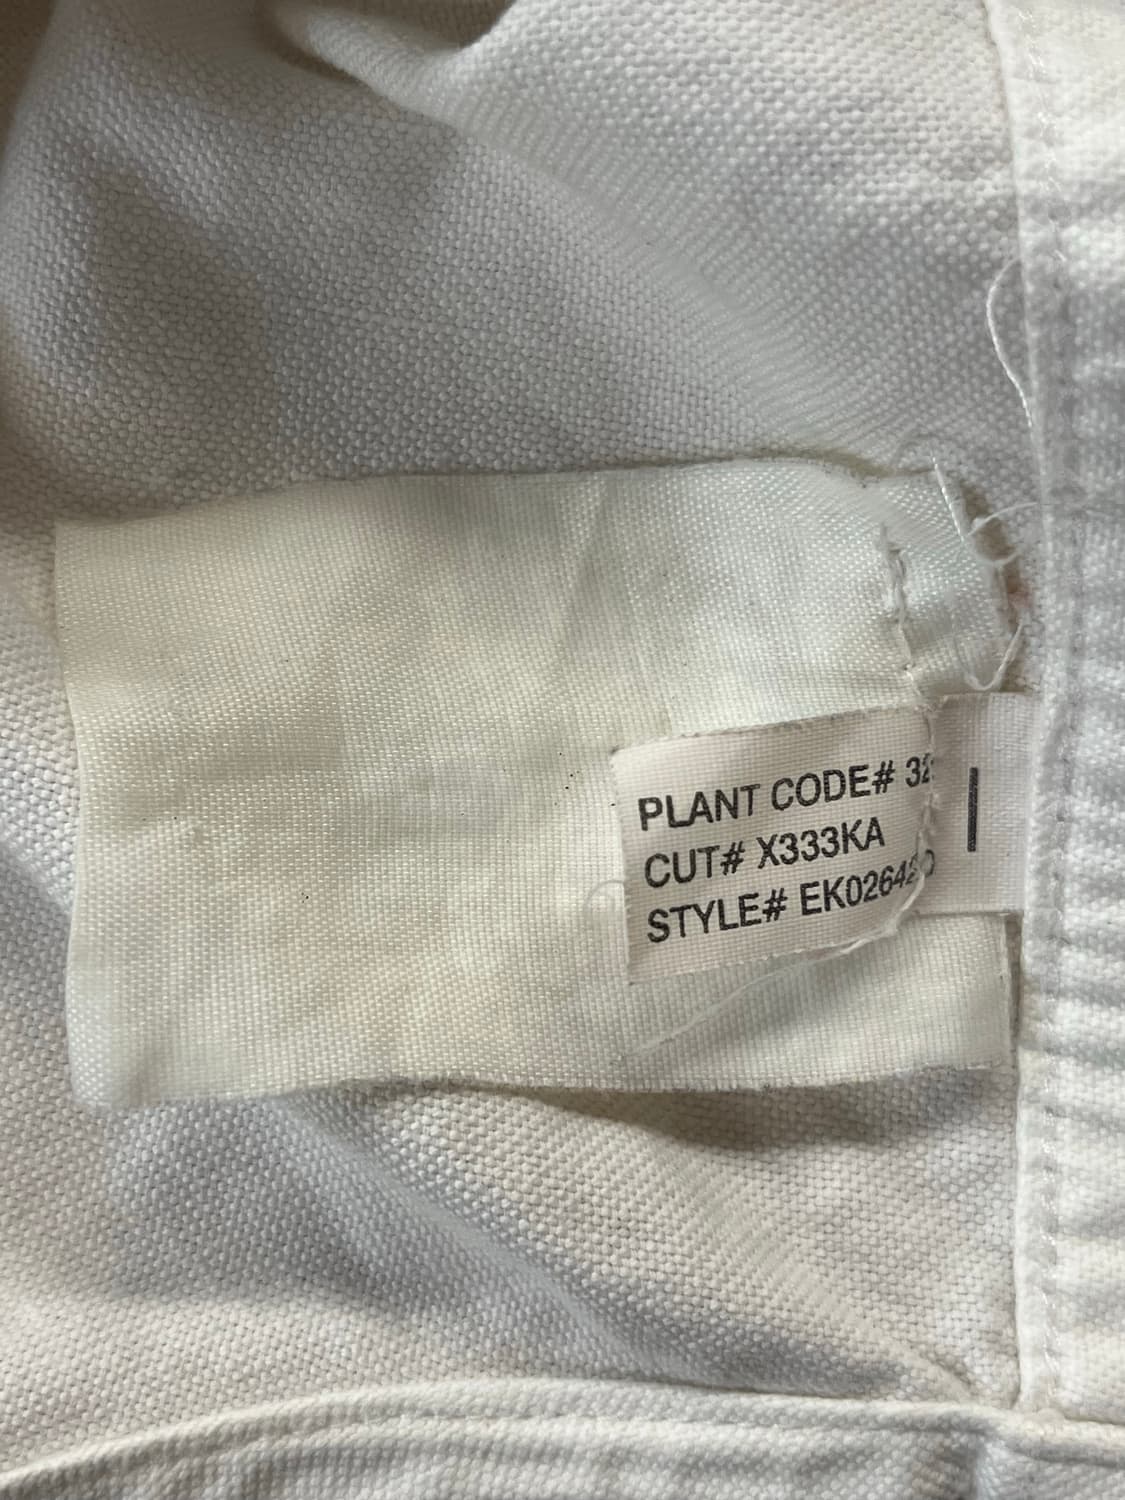 PLANT CODE# 32
CUT# X333KA
STYLE# EK02642